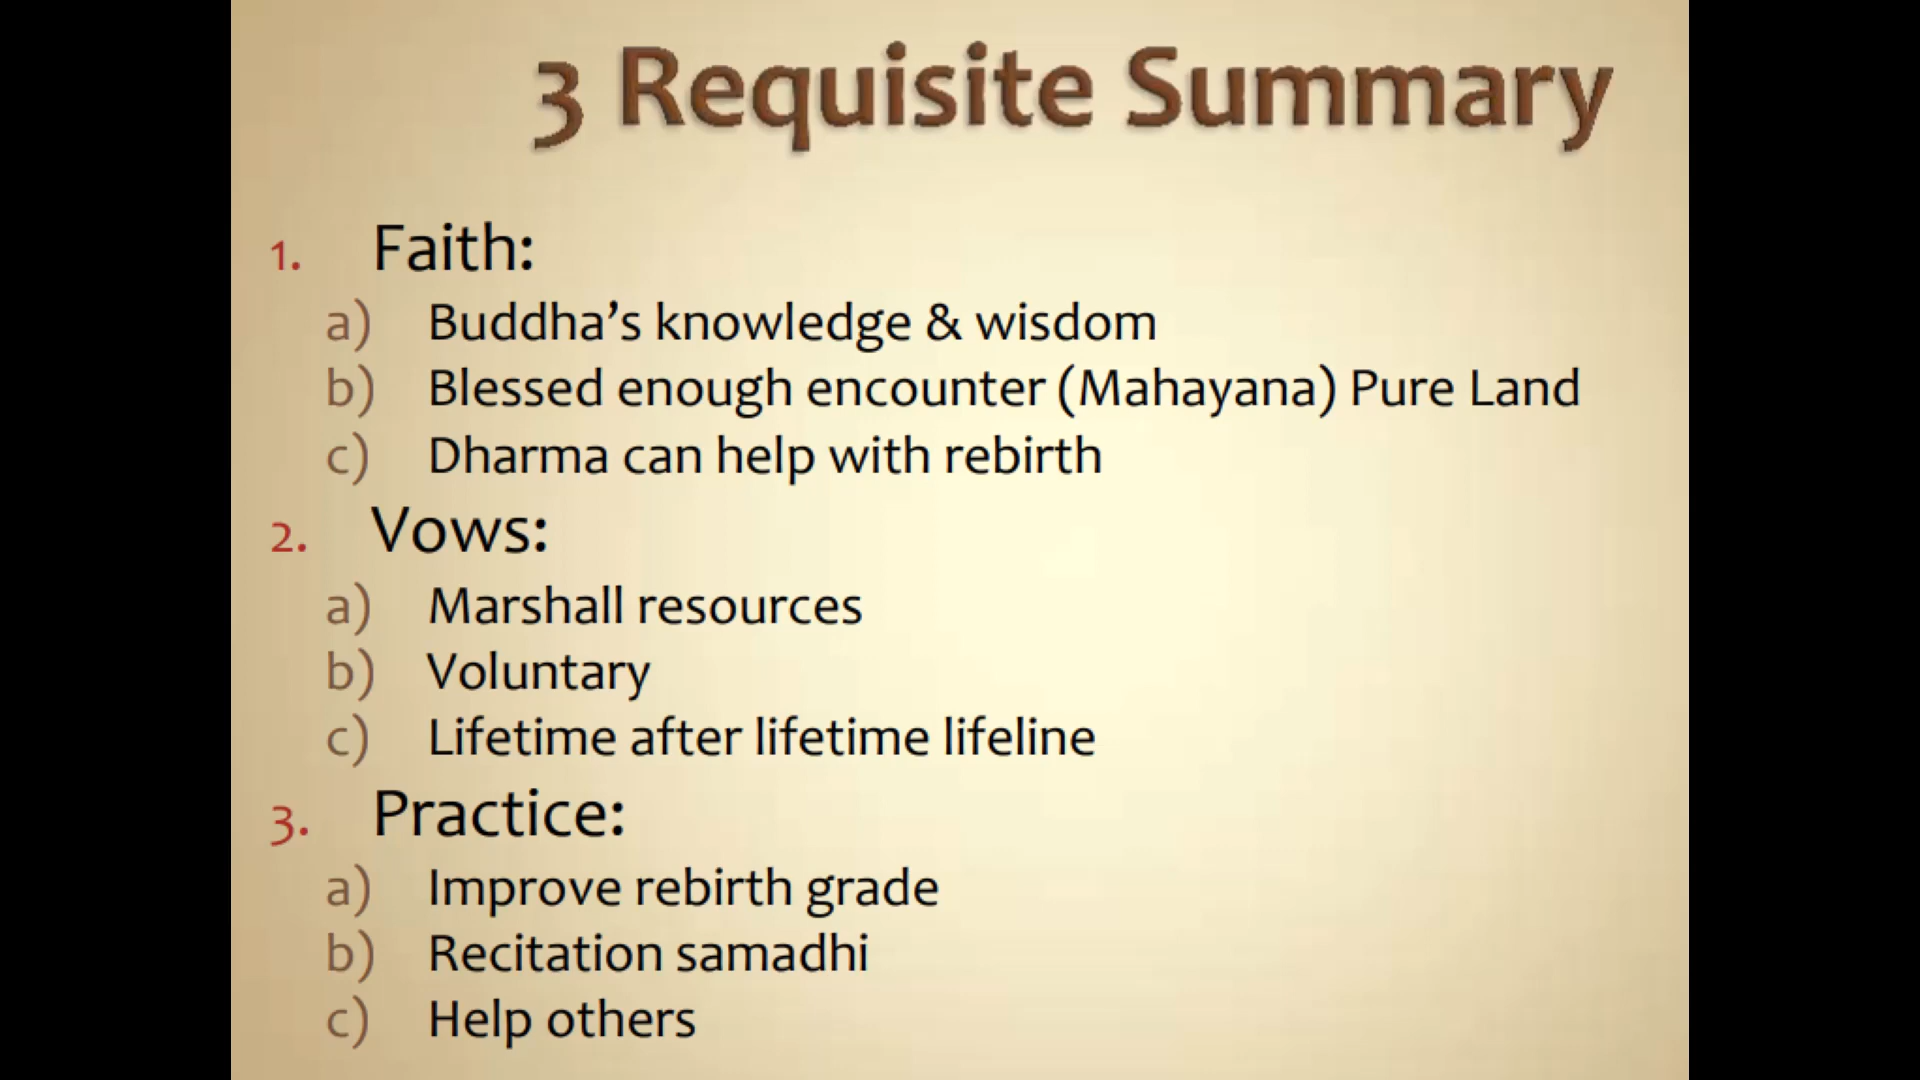 3 Requisite Summary
1. Faith:
a) Buddha’s knowledge & wisdom
b) Blessed enough encounter (Mahayana) Pure Land
c) Dharma can help with rebirth
2. Vows:
a) Marshall resources
b) Voluntary
c) Lifetime after lifetime lifeline
3. Practice:
a) Improve rebirth grade
b) Recitation samadhi
c) Help others